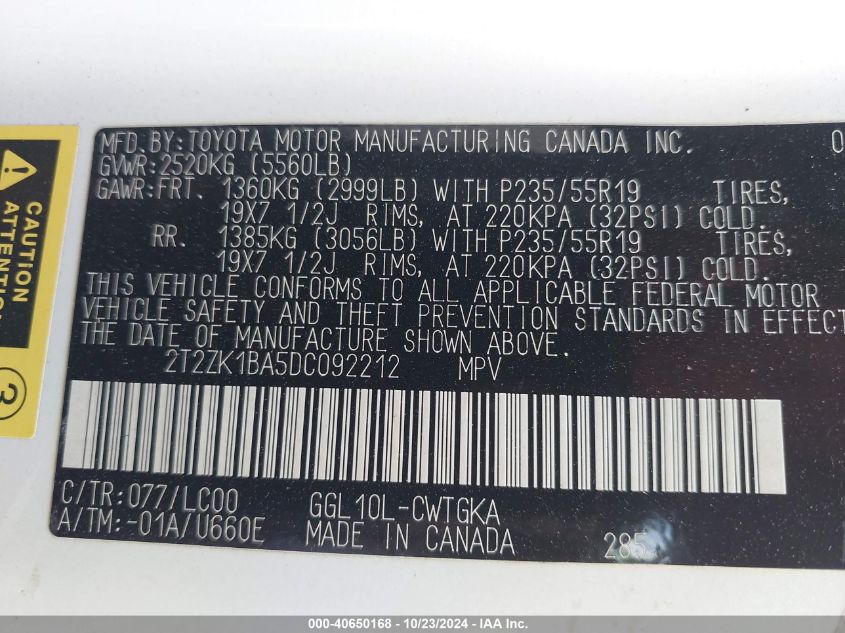 MFD. BY: TOYOTA MOTOR MANUFACTURING CANADA INC. 0
GVWR: 2520KG (5560LB)
GAWR: FRT. 1360KG (2999LB) WITH P235/55R19 TIRES,
19X7 1/2J RIMS, AT 220KPA (32PSI) COLD.
RR. 1385KG (3056LB) WITH P235/55R19 TIRES,
19X7 1/2J RIMS, AT 220KPA (32PSI) COLD.
THIS VEHICLE CONFORMS TO ALL APPLICABLE FEDERAL MOTOR
VEHICLE SAFETY AND THEFT PREVENTION STANDARDS IN EFFECT
THE DATE OF MANUFACTURE SHOWN ABOVE.
2T2ZK1BA5DC092212 MPV
C/TR: 077/LC00 GGL10L-CWTGKA
A/TM: -01A/U660E MADE IN CANADA 285
CAUTION
ATTENTION
3
000-40650168 - 10/23/2024 - Copyright © IAA, LLC.